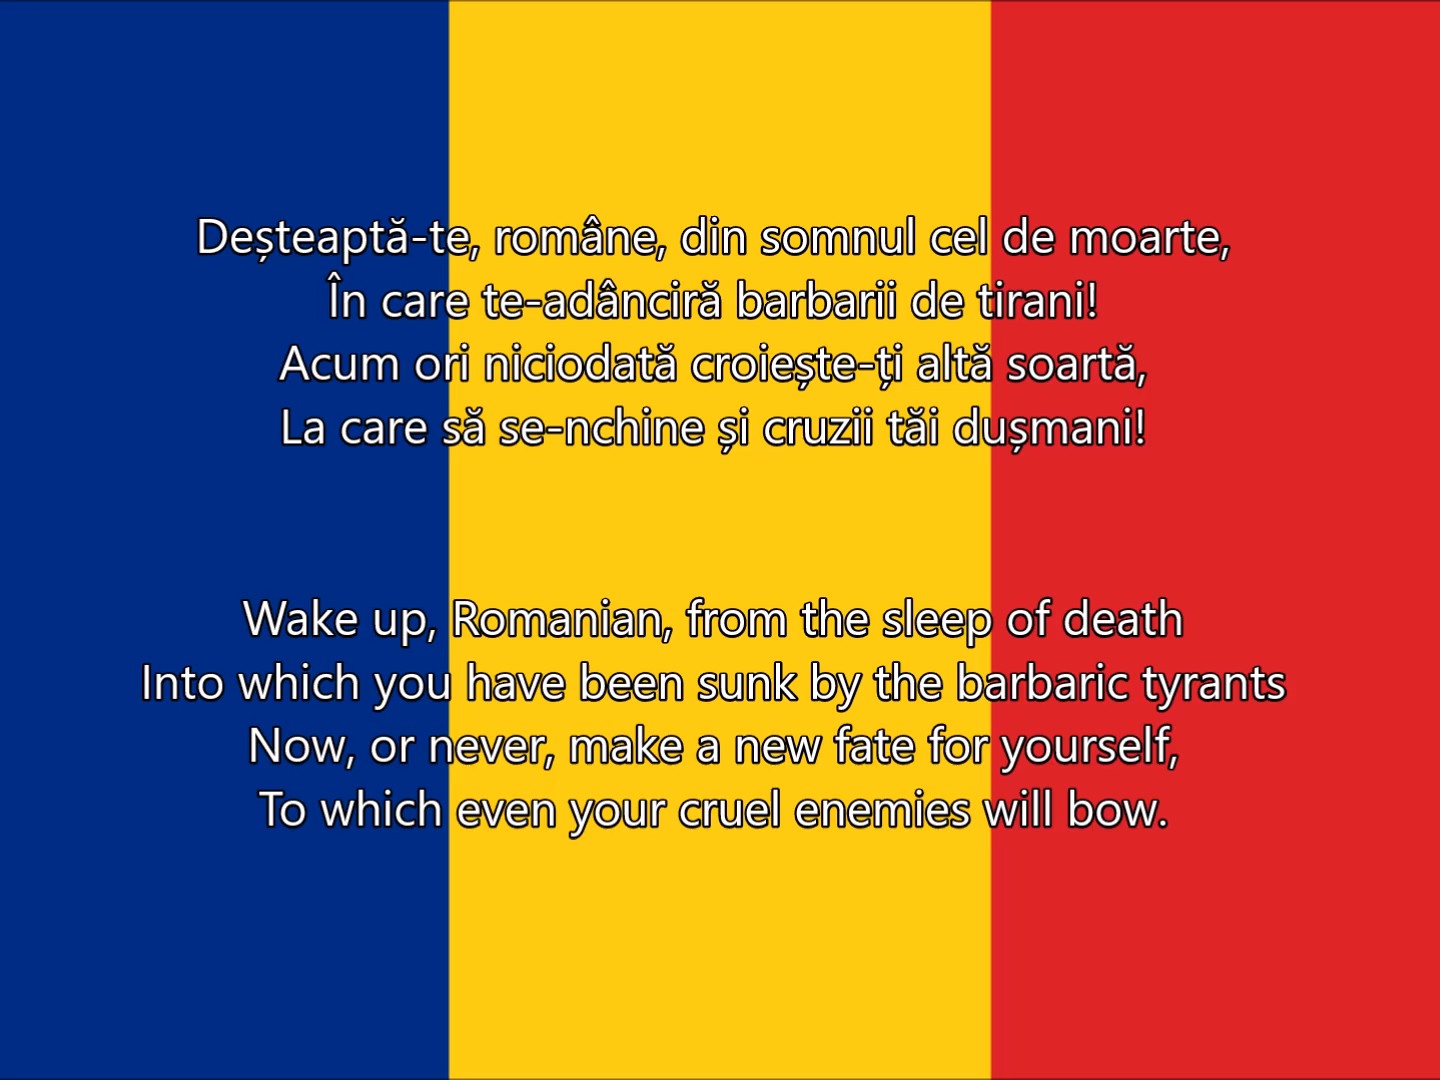 Deșteaptă-te, române, din somnul cel de moarte,
În care te-adânciră barbarii de tirani!
Acum ori niciodată croiește-ți altă soartă,
La care să se-nchine și cruzii tăi dușmani!
Wake up, Romanian, from the sleep of death
Into which you have been sunk by the barbaric tyrants
Now, or never, make a new fate for yourself,
To which even your cruel enemies will bow.